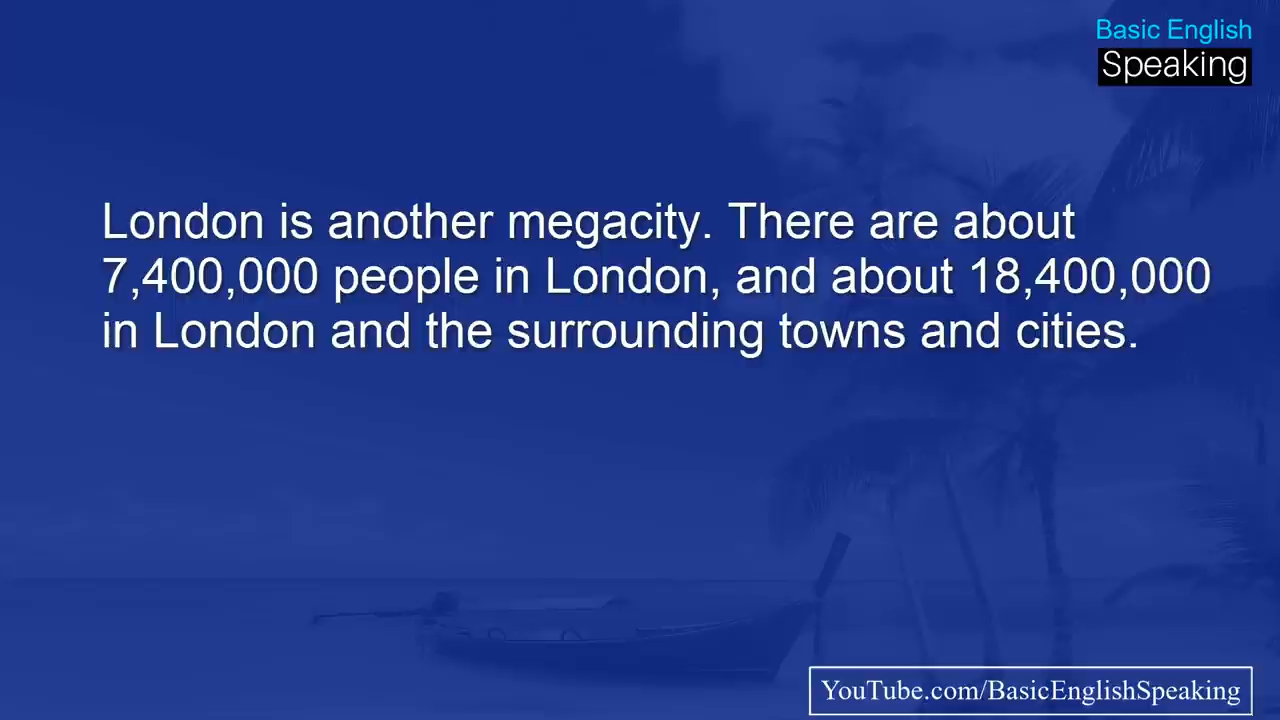 Basic English
Speaking
London is another megacity. There are about
7,400,000 people in London, and about 18,400,000
in London and the surrounding towns and cities.
YouTube.com/BasicEnglishSpeaking